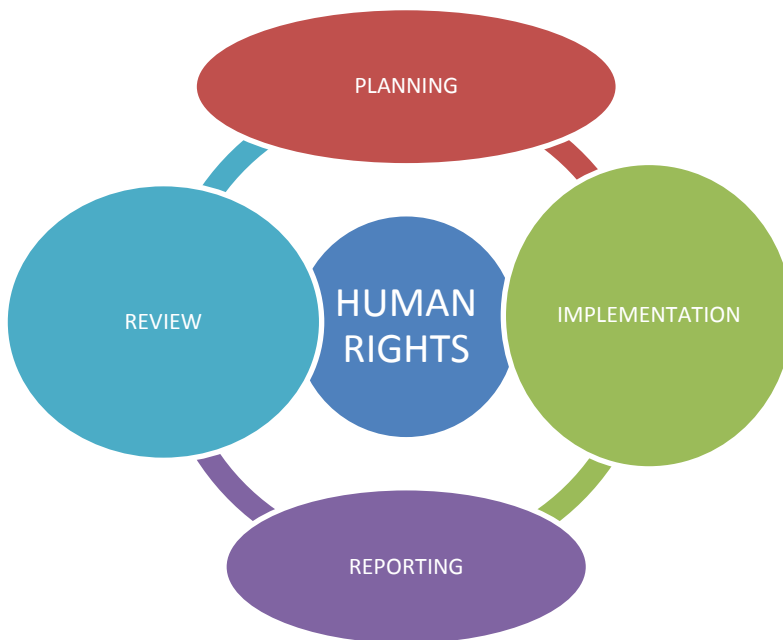 PLANNING
REVIEW
HUMAN
RIGHTS
IMPLEMENTATION
REPORTING